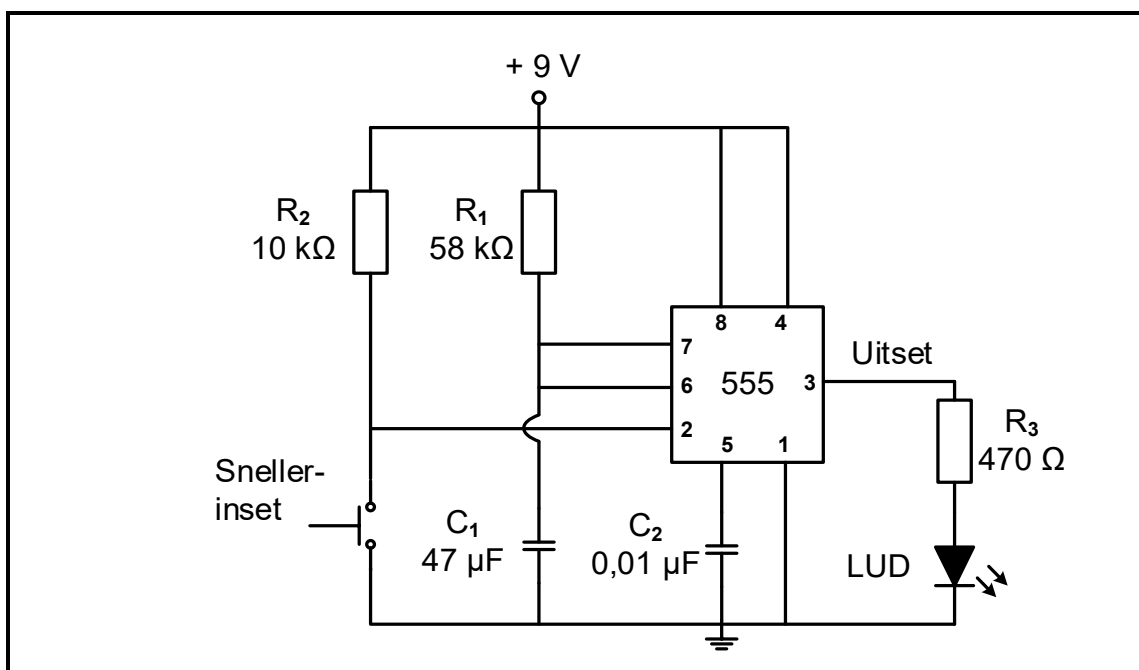 + 9 V
R2
10 kΩ
R1
58 kΩ
8
4
7
6
555
3
2
5
1
Uitset
R3
470 Ω
Sneller-
inset
C1
47 µF
C2
0,01 µF
LUD